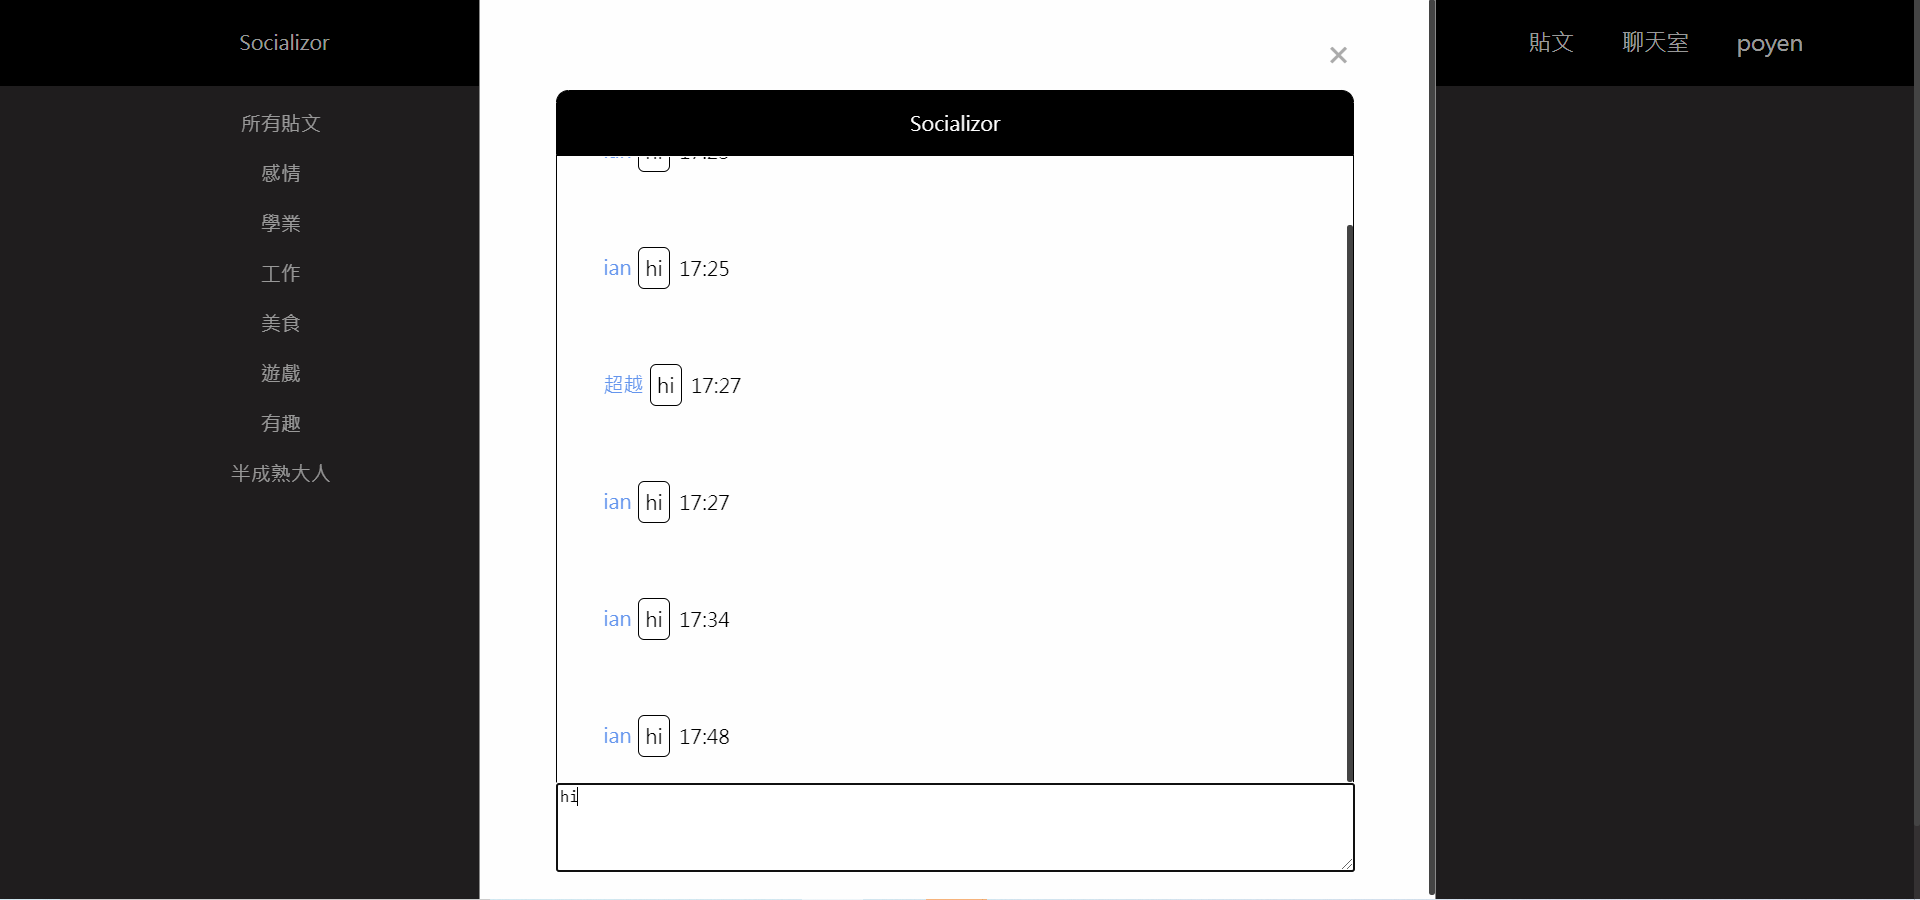 Socializor
貼文 聊天室 poyen
所有貼文
感情
學業
工作
美食
遊戲
有趣
半成熟大人
×
Socializor
ian hi 17:25
超越 hi 17:27
ian hi 17:27
ian hi 17:34
ian hi 17:48
hi